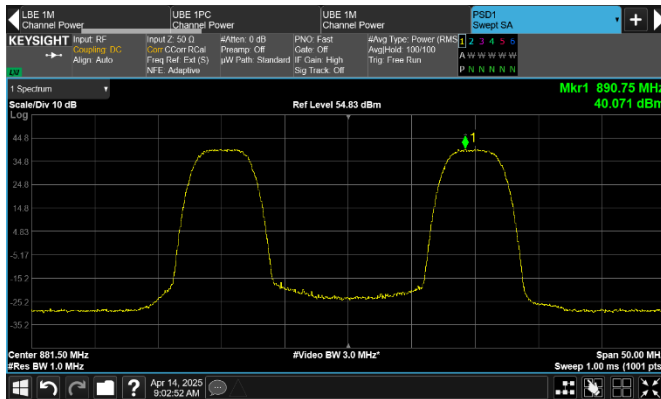 LBE 1M
Channel Power
UBE 1PC
Channel Power
UBE 1M
Channel Power
PSD1
Swept SA
KEYSIGHT
Input: RF
Coupling: DC
Align: Auto
Input Z: 50 Ω
Corr CCorr RCal
Freq Ref: Ext (S)
NFE: Adaptive
#Atten: 0 dB
Preamp: Off
µW Path: Standard
PNO: Fast
Gate: Off
IF Gain: High
Sig Track: Off
#Avg Type: Power (RMS
Avg|Hold: 100/100
Trig: Free Run
1 2 3 4 5 6
A W W W W W
P N N N N N
LXI
1 Spectrum
Mkr1 890.75 MHz
Scale/Div 10 dB
Ref Level 54.83 dBm
40.071 dBm
Log
44.8
34.8
24.8
14.8
4.83
-5.17
-15.2
-25.2
-35.2
1
Center 881.50 MHz
#Video BW 3.0 MHz*
Span 50.00 MHz
#Res BW 1.0 MHz
Sweep 1.00 ms (1001 pts
Apr 14, 2025
9:02:52 AM